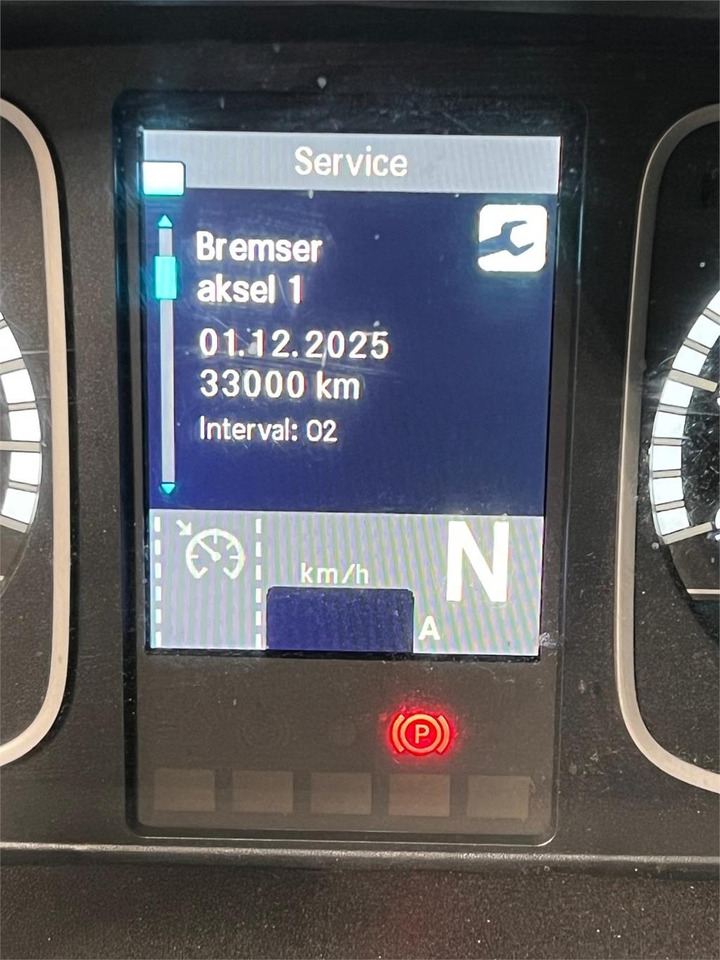 Service
Bremser
aksel 1
01.12.2025
33000 km
Interval: 02
km/h
N
A
P